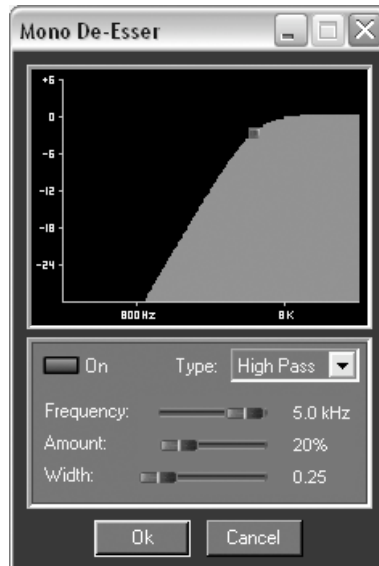 Mono De-Esser
+6
0
-6
-12
-18
-24
800Hz 8K
On Type: High Pass
Frequency: 5.0 kHz
Amount: 20%
Width: 0.25
Ok Cancel